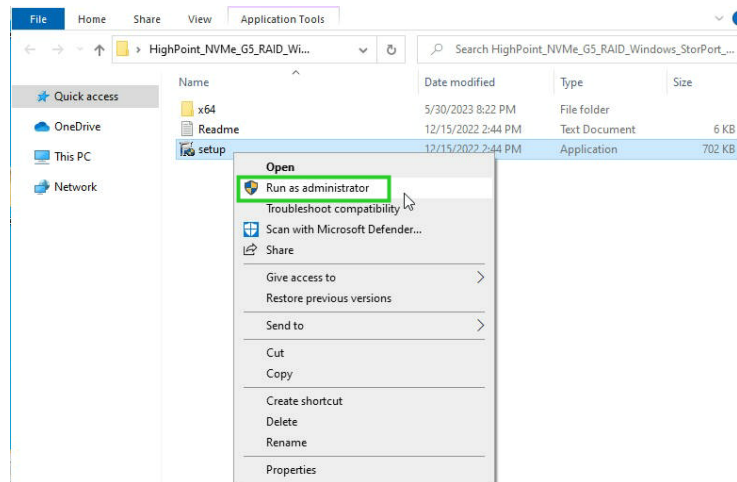 File Home Share View Application Tools
HighPoint_NVMe_G5_RAID_Wi... Search HighPoint_NVMe_G5_RAID_Windows_StorPort_...
Name Date modified Type Size
Quick access
x64 5/30/2023 8:22 PM File folder
OneDrive
Readme 12/15/2022 2:44 PM Text Document 6 KB
This PC
setup 12/15/2022 2:44 PM Application 702 KB
Open
Network
Run as administrator
Troubleshoot compatibility
Scan with Microsoft Defender...
Share
Give access to
Restore previous versions
Send to
Cut
Copy
Create shortcut
Delete
Rename
Properties